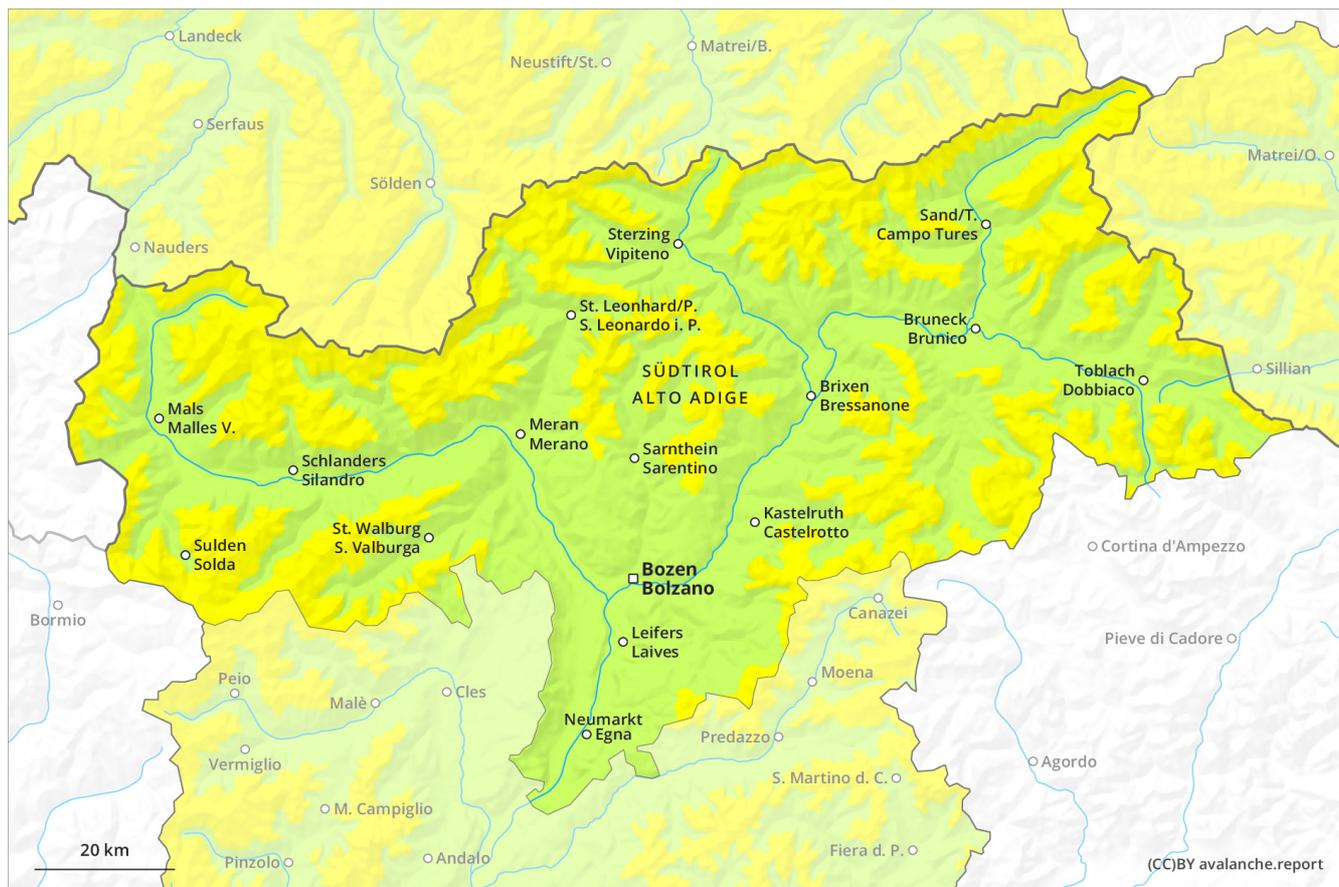 Landeck
Matrei/B.
Neustift/St.
Serfaus
Matrei/O.
Sölden
Sand/T.
Campo Tures
Nauders
Sterzing
Vipiteno
St. Leonhard/P.
S. Leonardo i. P.
Bruneck
Brunico
SÜDTIROL
ALTO ADIGE
Toblach
Dobbiaco
Sillian
Brixen
Bressanone
Mals
Malles V.
Meran
Merano
Sarnthein
Sarentino
Schlanders
Silandro
Kastelruth
Castelrotto
St. Walburg
S. Valburga
Sulden
Solda
Cortina d'Ampezzo
Bozen
Bolzano
Bormio
Canazei
Leifers
Laives
Pieve di Cadore
Peio
Moena
Malè
Cles
Neumarkt
Egna
Predazzo
Vermiglio
Agordo
S. Martino d. C.
M. Campiglio
20 km
Pinzolo
Andalo
Fiera d. P.
(CC)BY avalanche.report